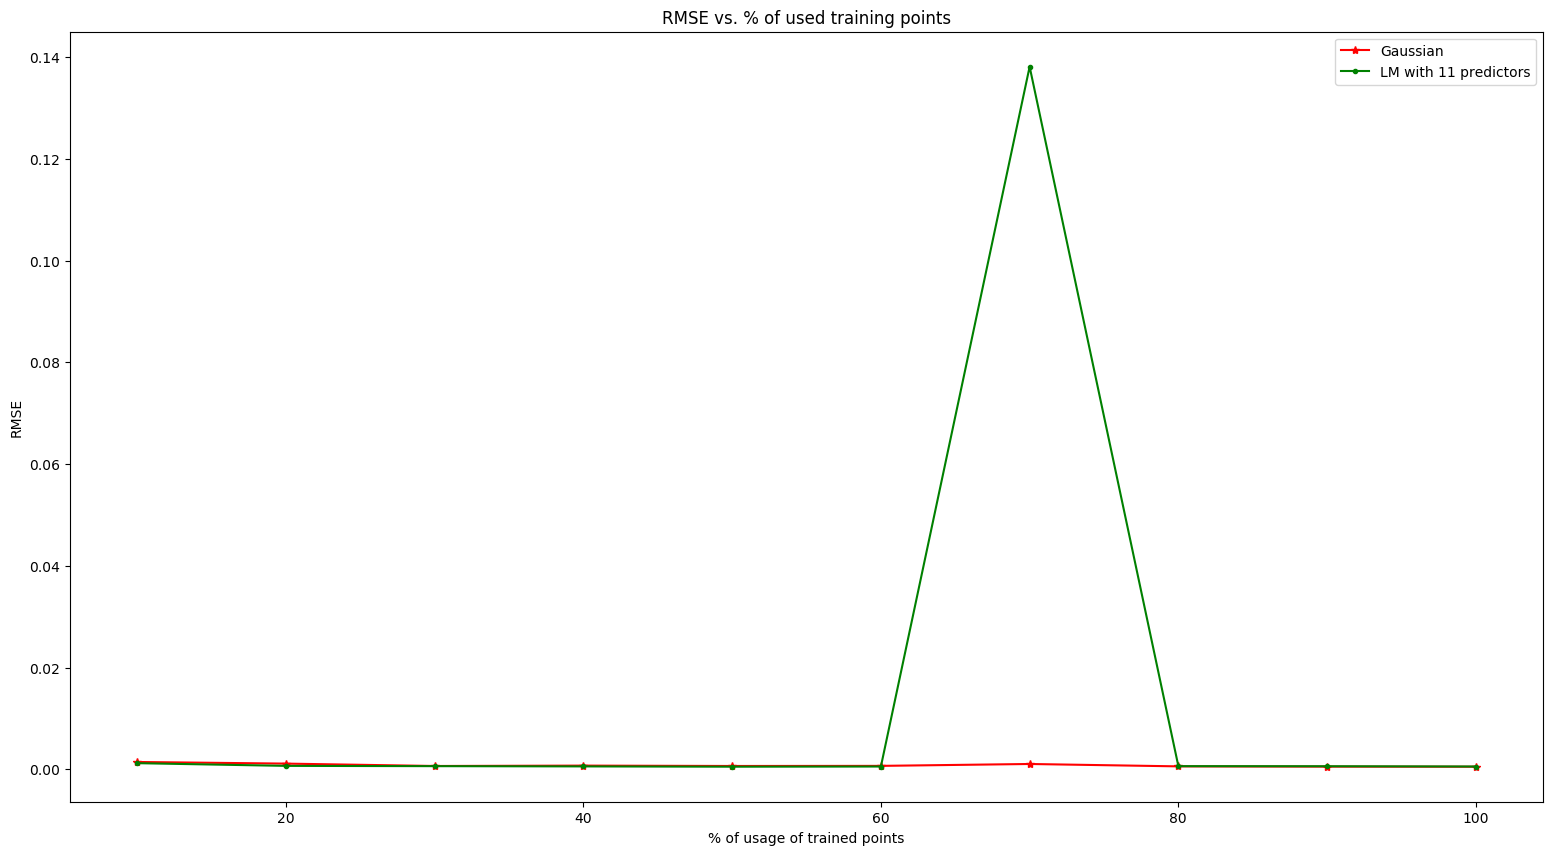 RMSE vs. % of used training points
Gaussian
LM with 11 predictors
0.14
0.12
0.10
0.08
0.06
0.04
0.02
0.00
RMSE
20
40
60
80
100
% of usage of trained points